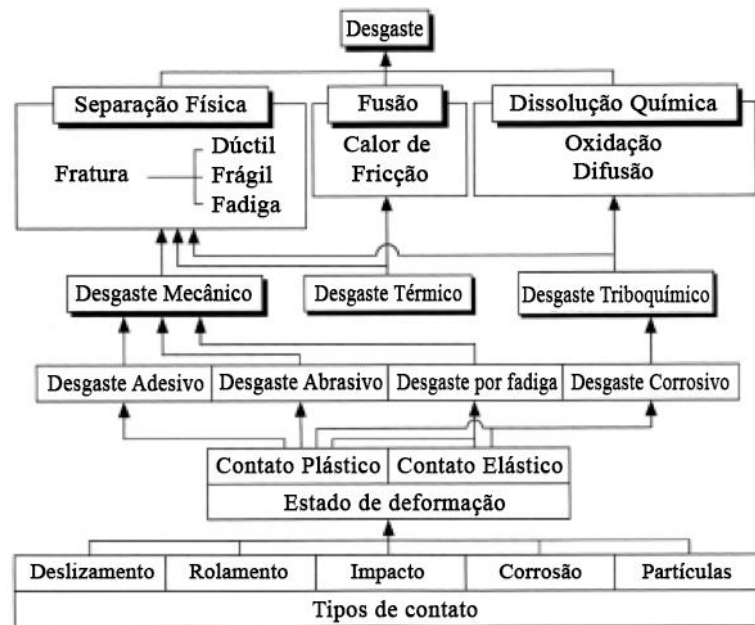 Desgaste
Separação Física
Fusão
Dissolução Química
Fratura
Dúctil
Frágil
Fadiga
Calor de
Fricção
Oxidação
Difusão
Desgaste Mecânico
Desgaste Térmico
Desgaste Triboquímico
Desgaste Adesivo
Desgaste Abrasivo
Desgaste por fadiga
Desgaste Corrosivo
Contato Plástico
Contato Elástico
Estado de deformação
Deslizamento
Rolamento
Impacto
Corrosão
Partículas
Tipos de contato